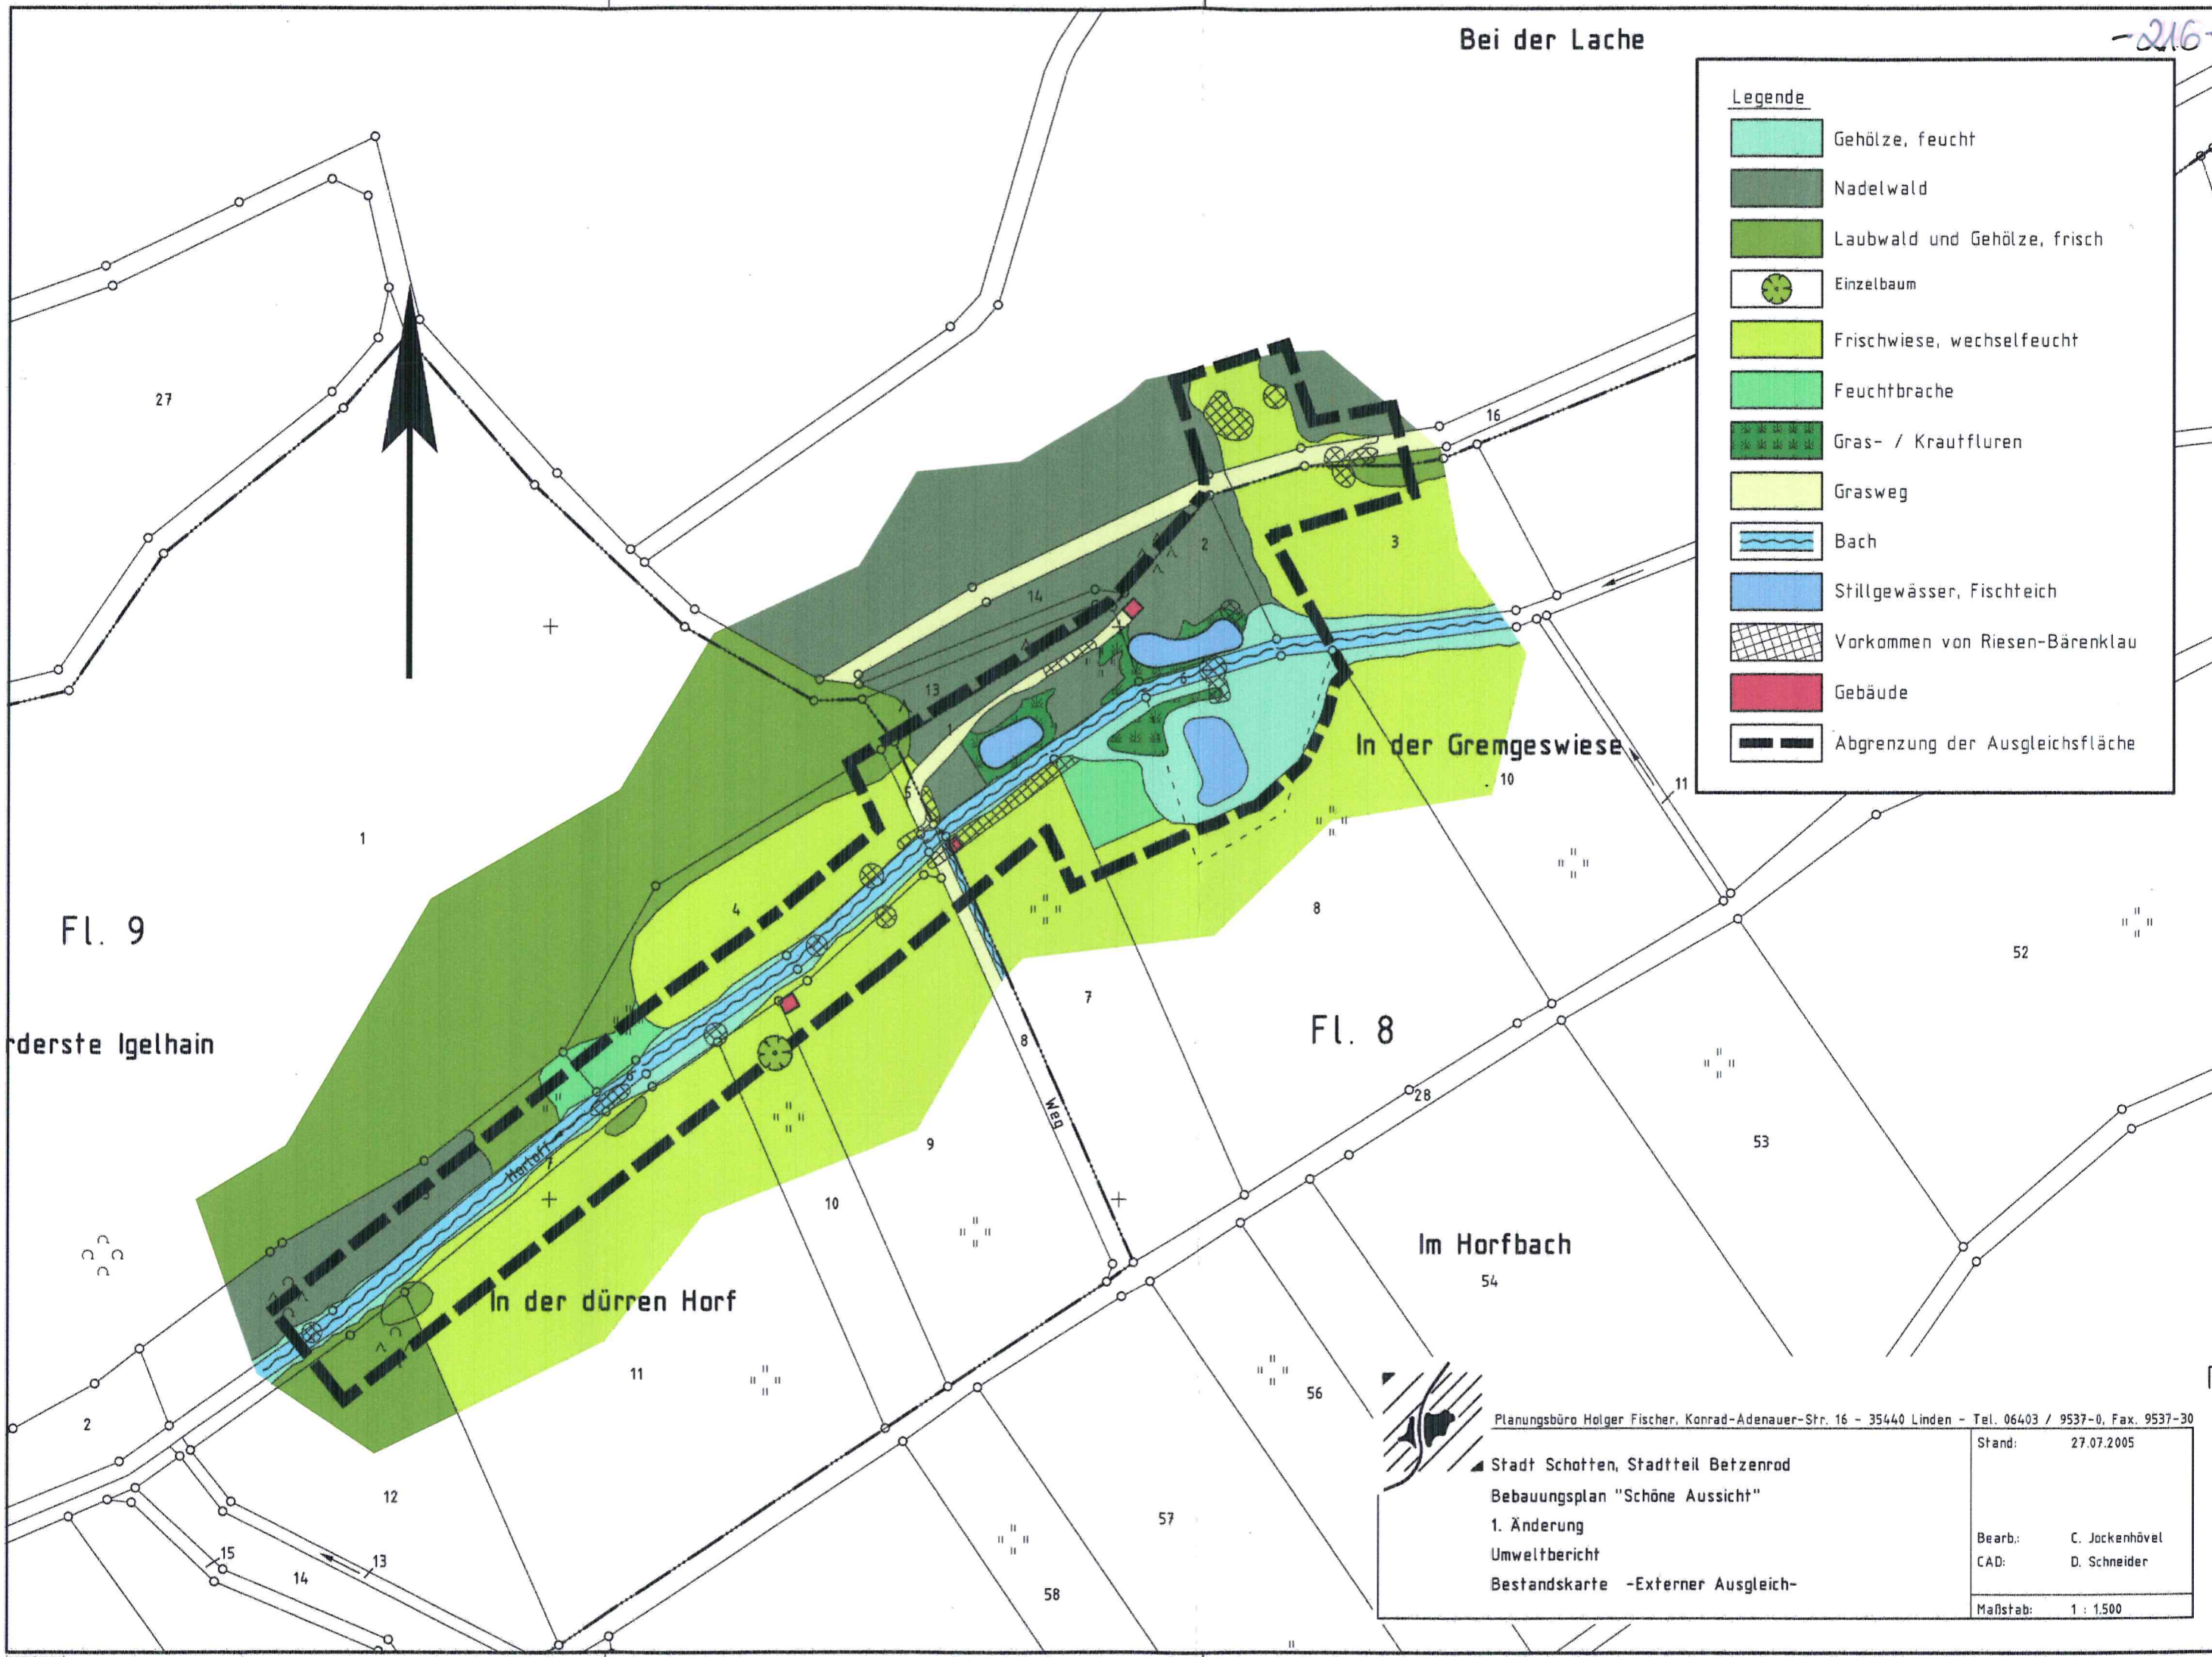 Bei der Lache
-216-
Legende
Gehölze, feucht
Nadelwald
Laubwald und Gehölze, frisch
Einzelbaum
Frischwiese, wechselfeucht
Feuchtbrache
Gras- / Krautfluren
Grasweg
Bach
Stillgewässer, Fischteich
Vorkommen von Riesen-Bärenklau
Gebäude
Abgrenzung der Ausgleichsfläche
27
16
2
3
14
13
1
6
In der Gremgeswiese
10
11
5
1
4
8
Fl. 9
52
7
Fl. 8
rderste Igelhain
8
28
Weg
6
9
53
7
3
10
Im Horfbach
54
In der dürren Horf
11
56
2
12
57
15
13
14
58
Planungsbüro Holger Fischer, Konrad-Adenauer-Str. 16 - 35440 Linden - Tel. 06403 / 9537-0, Fax. 9537-30
Stadt Schotten, Stadtteil Betzenrod
Bebauungsplan "Schöne Aussicht"
1. Änderung
Umweltbericht
Bestandskarte -Externer Ausgleich-
Stand: 27.07.2005
Bearb.: C. Jockenhövel
CAD: D. Schneider
Maßstab: 1 : 1.500